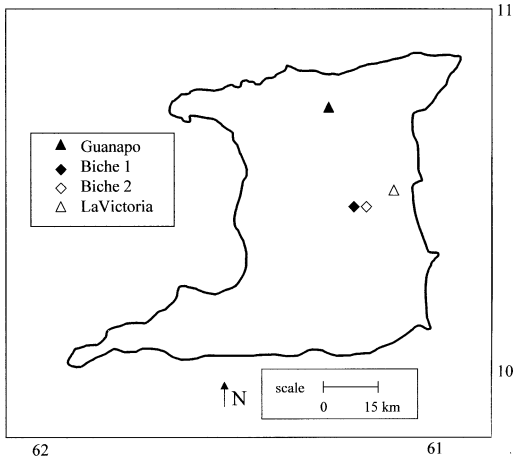 11
Guanapo
Biche 1
Biche 2
LaVictoria
10
N
scale
0 15 km
62 61